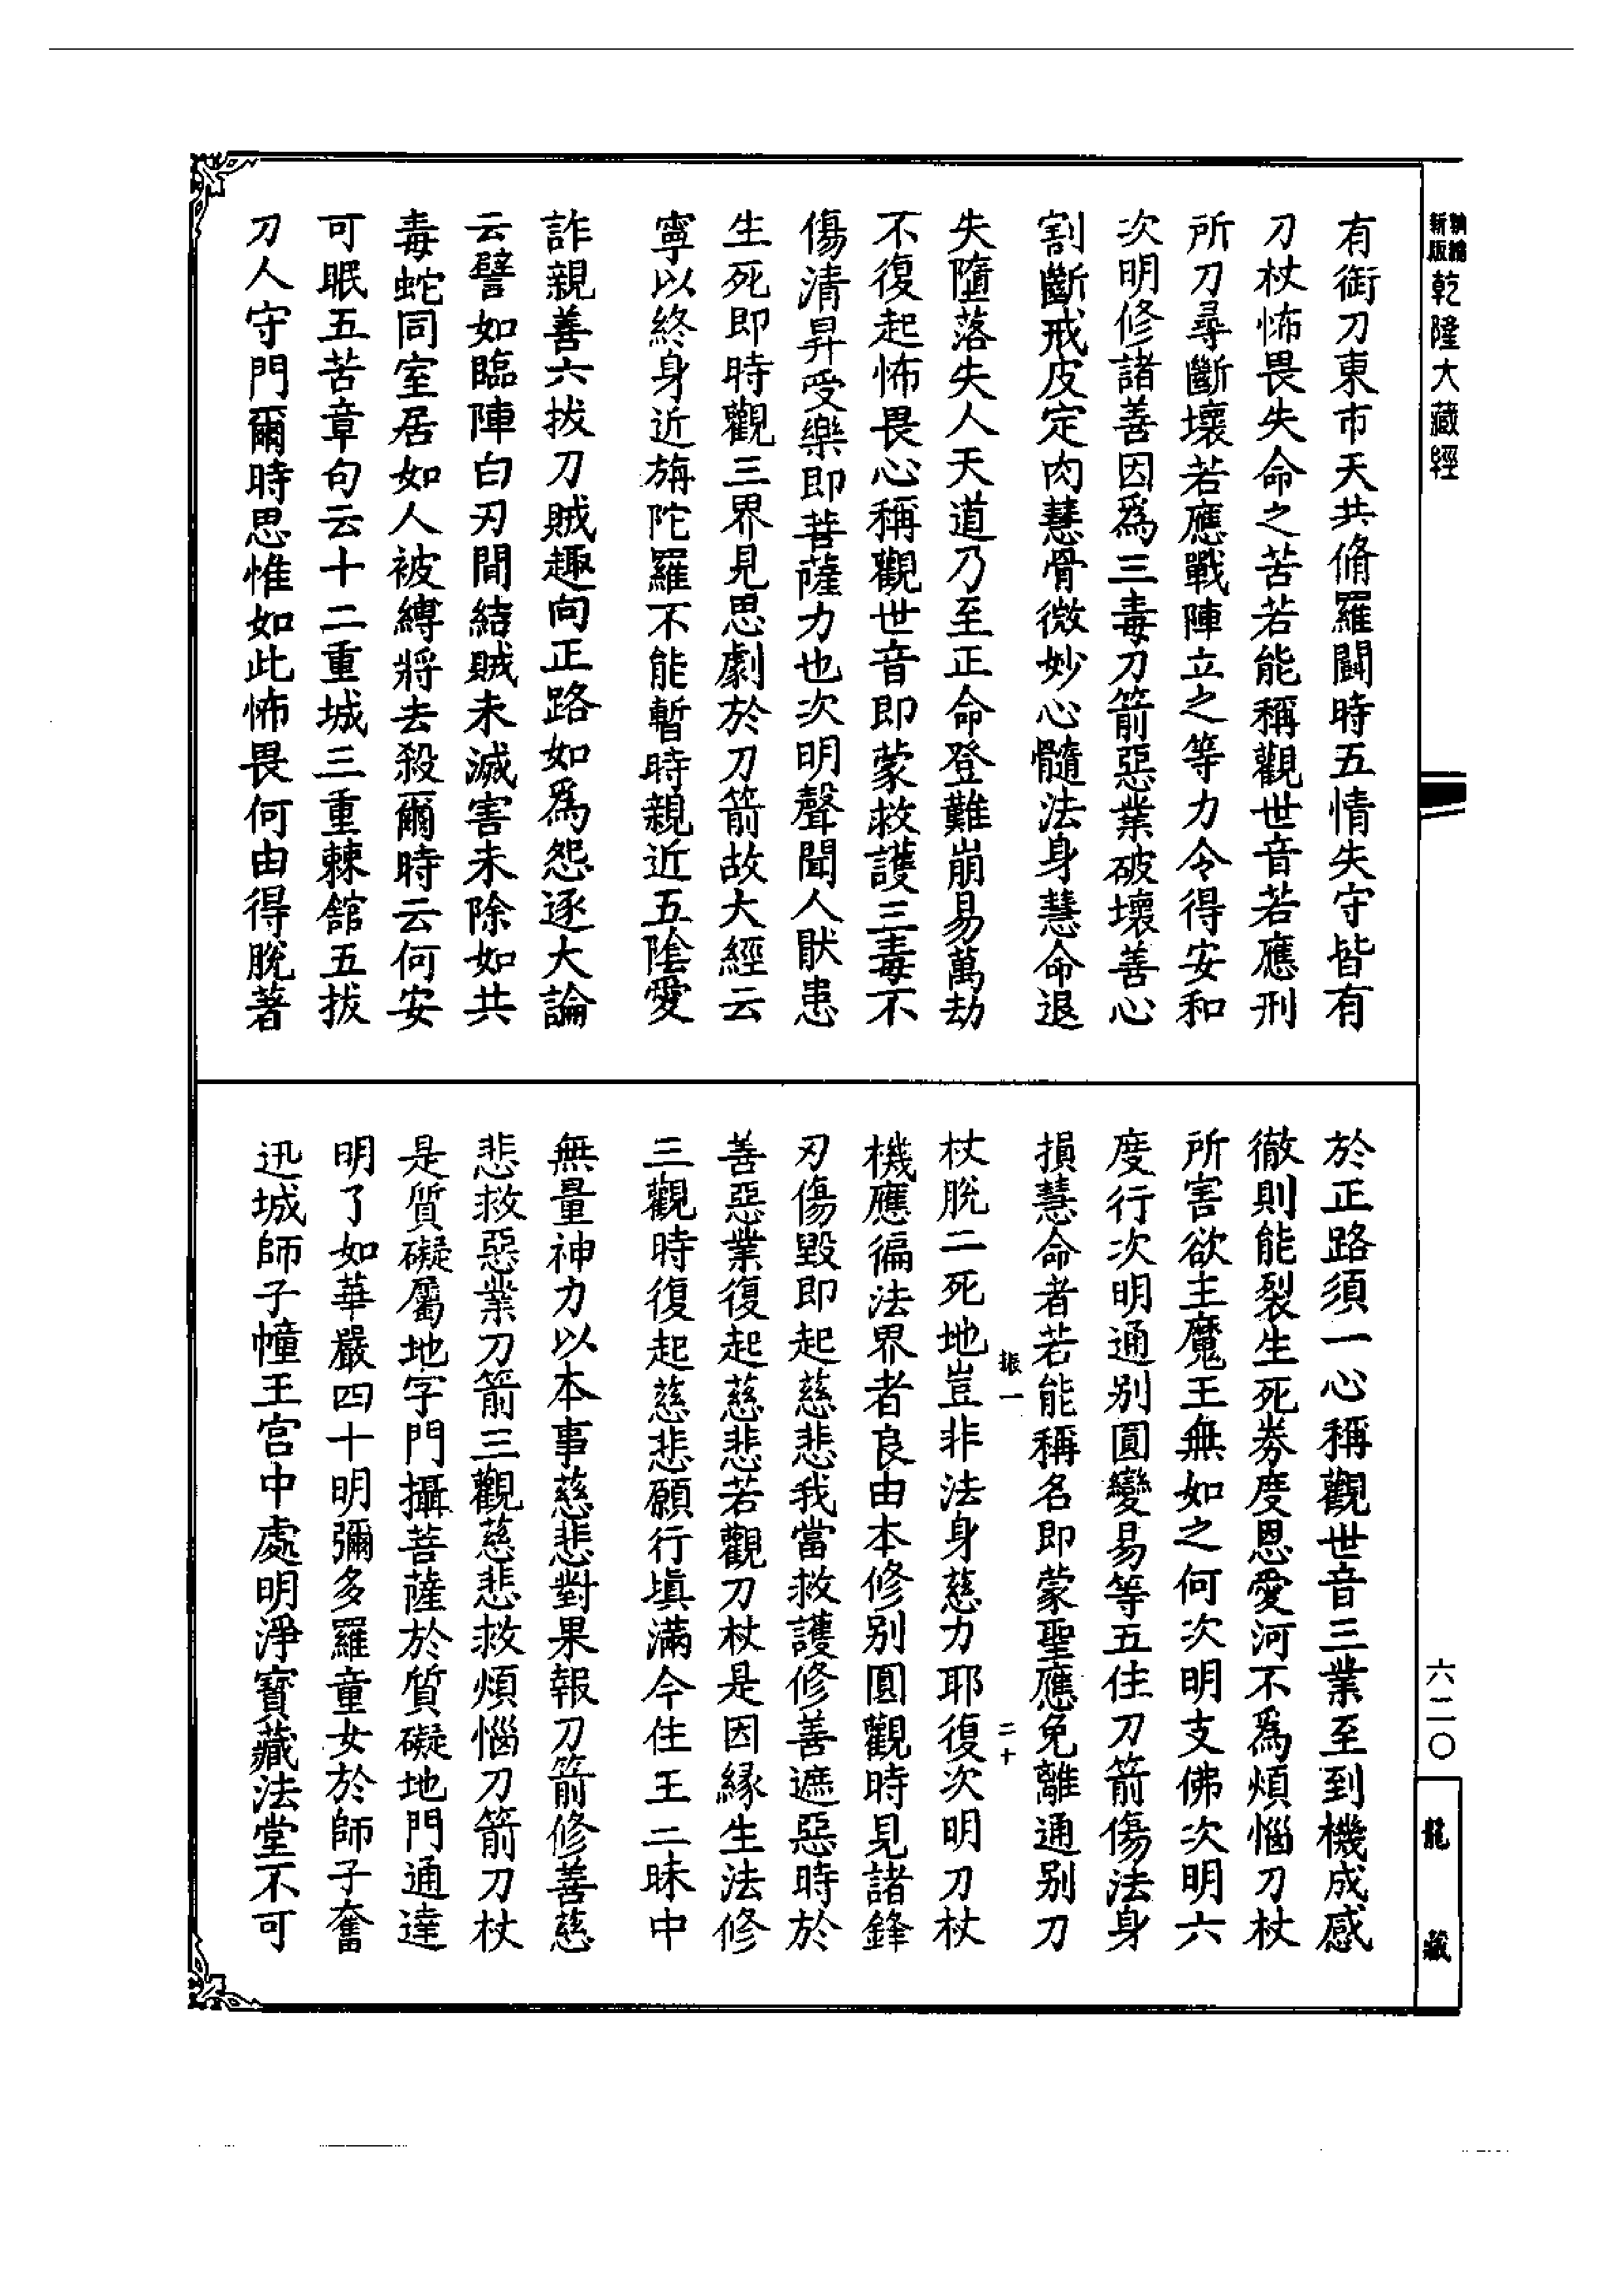 新版
乾隆大藏經
有街刀東市天共脩羅鬬時五情失守皆有
刀杖怖畏失命之苦若能稱觀世音若應刑
所刀尋斷壞若應戰陣立之等力令得安和
次明修諸善因爲三毒刀箭惡業破壞善心
割斷戒皮定肉慧骨微妙心髓法身慧命退
失墮落失人天道乃至正命登難崩易萬劫
不復起怖畏心稱觀世音即蒙救護三毒不
傷清昇受樂即菩薩力也次明聲聞人猒患
生死即時觀三界見思劇於刀箭故大經云
寧以終身近旃陀羅不能暫時親近五陰愛
詐親善六拔刀賊趣向正路如爲怨逐大論
云譬如臨陣白刃間結賊未滅害未除如共
毒蛇同室居如人被縛將去殺爾時云何安
可眠五苦章句云十二重城三重棘舘五拔
刀人守門爾時思惟如此怖畏何由得脫著
於正路須一心稱觀世音三業至到機成感
徹則能裂生死券度恩愛河不爲煩惱刀杖
所害欲主魔王無如之何次明支佛次明六
度行次明通别圓變易等五住刀箭傷法身
損慧命者若能稱名即蒙聖應免離通别刀
振一 二十
杖脫二死地豈非法身慈力耶復次明刀杖
機應徧法界者良由本修别圓觀時見諸鋒
刃傷毀即起慈悲我當救護修善遮惡時於
善惡業復起慈悲若觀刀杖是因緣生法修
三觀時復起慈悲願行塡滿今住王二昧中
無量神力以本事慈悲對果報刀箭修善慈
悲救惡業刀箭三觀慈悲救煩惱刀箭刀杖
是質礙屬地字門攝菩薩於質礙地門通達
明了如華嚴四十明彌多羅童女於師子奮
迅城師子幢王宫中處明淨寳藏法堂不可
六二〇
龍藏